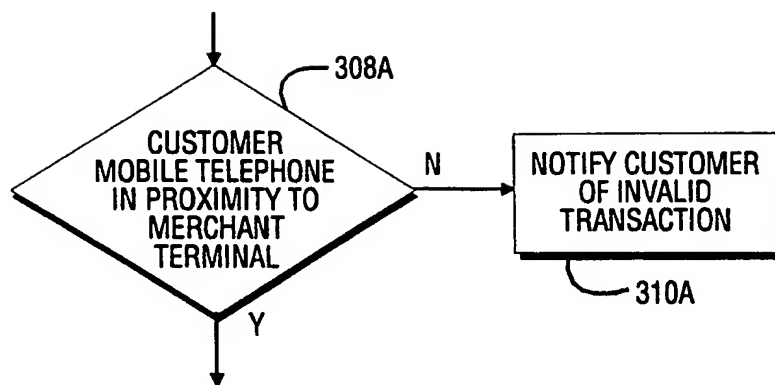 308A
CUSTOMER
MOBILE TELEPHONE
IN PROXIMITY TO
MERCHANT
TERMINAL
N
NOTIFY CUSTOMER
OF INVALID
TRANSACTION
310A
Y